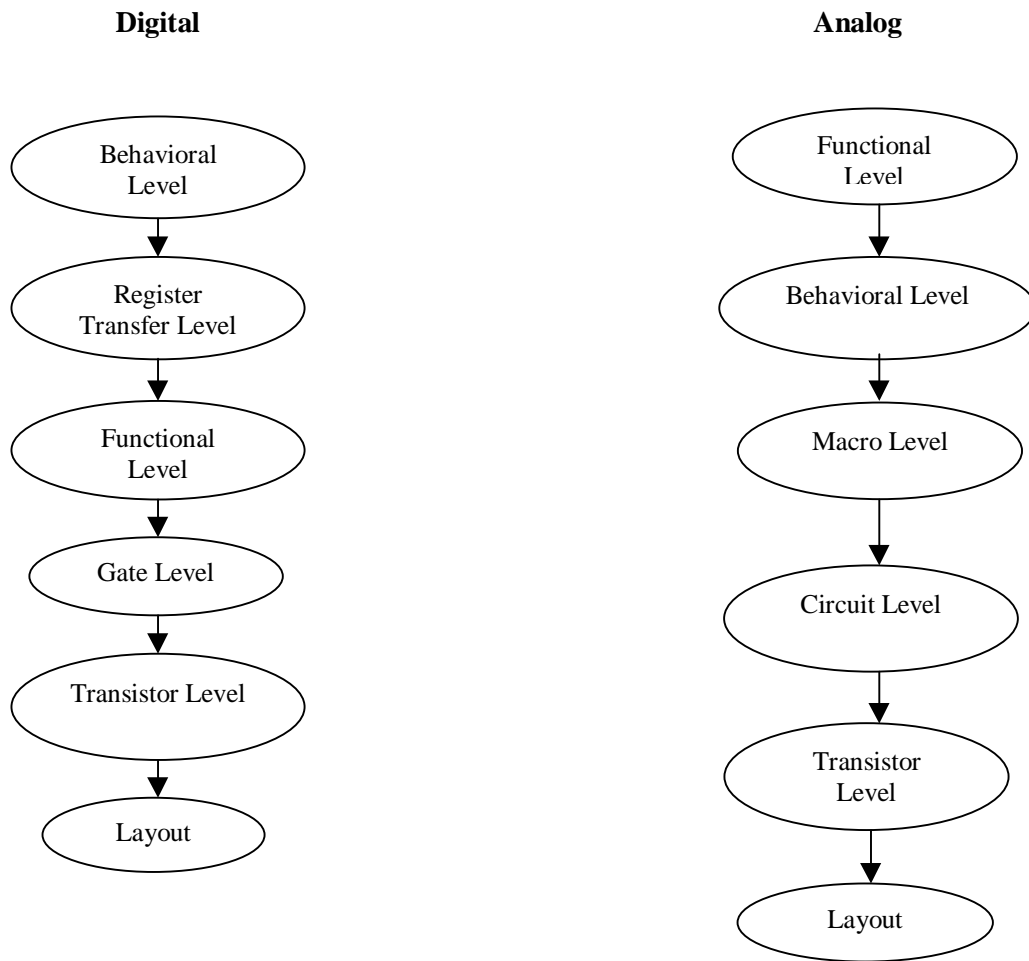 Digital
Behavioral
Level
Register
Transfer Level
Functional
Level
Gate Level
Transistor Level
Layout
Analog
Functional
Level
Behavioral Level
Macro Level
Circuit Level
Transistor
Level
Layout